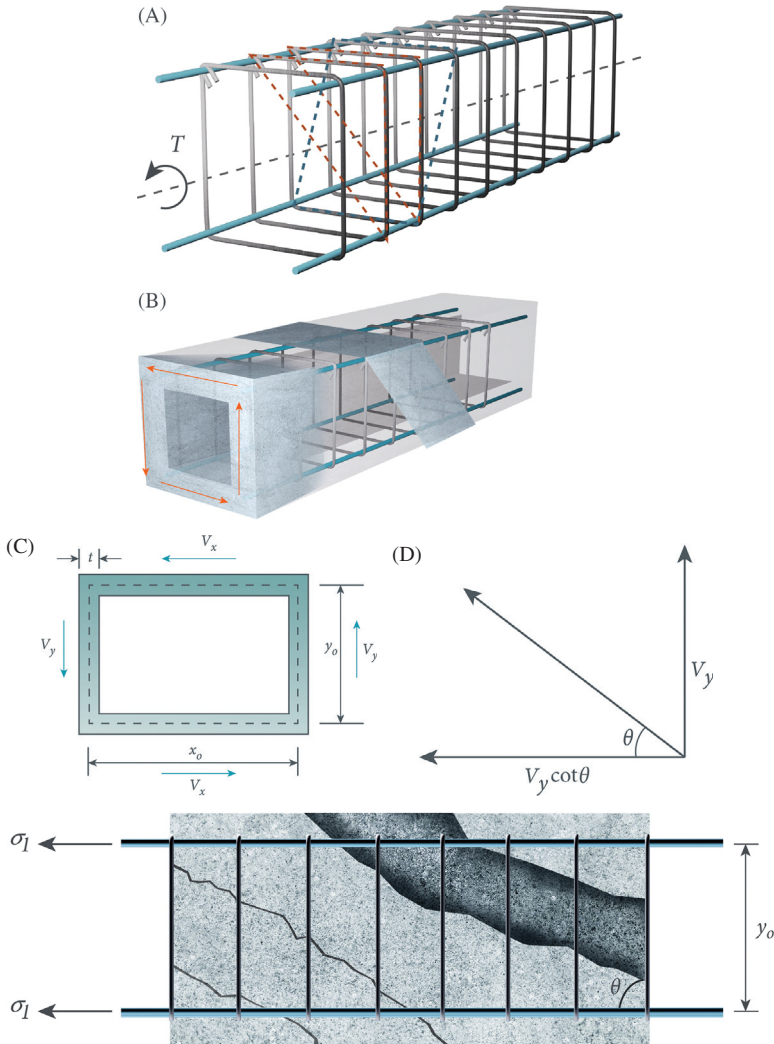 (A)
T
(B)
(C)
t
V_x
(D)
V_y
y_o
V_y
x_o
V_x
θ
V_y
V_y cotθ
σ_l
y_o
θ
σ_l